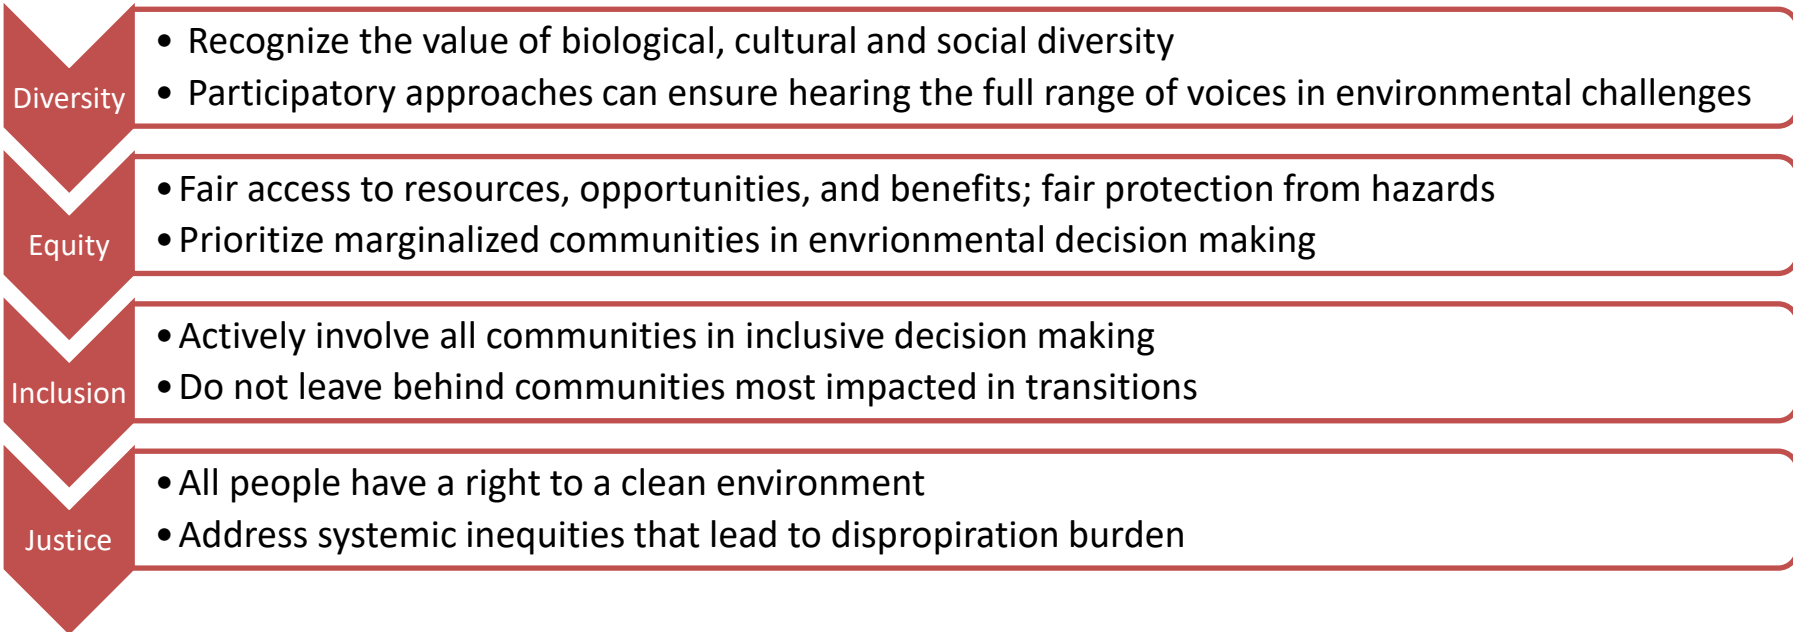 Diversity
• Recognize the value of biological, cultural and social diversity
• Participatory approaches can ensure hearing the full range of voices in environmental challenges
Equity
• Fair access to resources, opportunities, and benefits; fair protection from hazards
• Prioritize marginalized communities in envrionmental decision making
Inclusion
• Actively involve all communities in inclusive decision making
• Do not leave behind communities most impacted in transitions
Justice
• All people have a right to a clean environment
• Address systemic inequities that lead to dispropiration burden